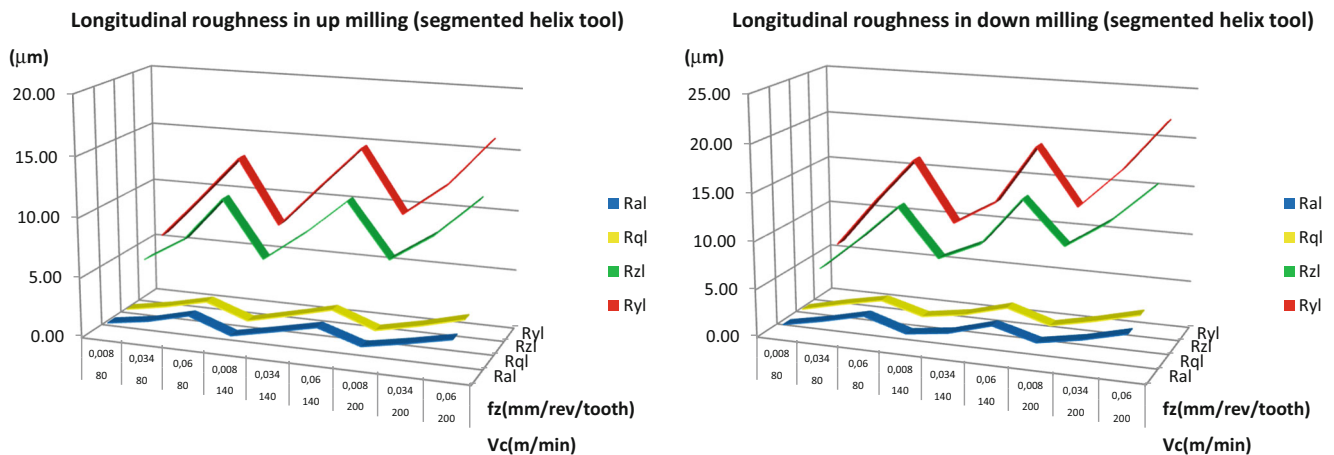 Longitudinal roughness in up milling (segmented helix tool)
(μm)
20.00
15.00
10.00
5.00
0.00
0,008 0,034 0,06 0,008 0,034 0,06 0,008 0,034 0,06
80 80 80 140 140 140 200 200 200
Ryl
Rzl
Rql
Ral
fz(mm/rev/tooth)
Vc(m/min)
Ral
Rql
Rzl
Ryl
Longitudinal roughness in down milling (segmented helix tool)
(μm)
25.00
20.00
15.00
10.00
5.00
0.00
0,008 0,034 0,06 0,008 0,034 0,06 0,008 0,034 0,06
80 80 80 140 140 140 200 200 200
Ryl
Rzl
Rql
Ral
fz(mm/rev/tooth)
Vc(m/min)
Ral
Rql
Rzl
Ryl